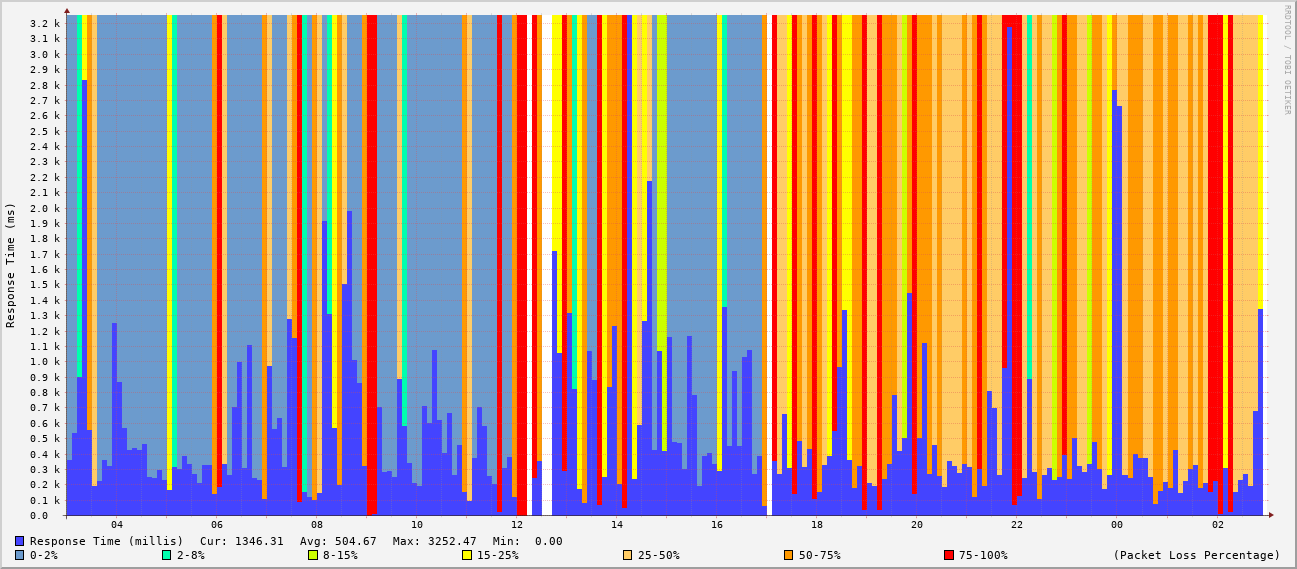 3.2 k
3.1 k
3.0 k
2.9 k
2.8 k
2.7 k
2.6 k
2.5 k
2.4 k
2.3 k
2.2 k
2.1 k
2.0 k
1.9 k
1.8 k
1.7 k
1.6 k
1.5 k
1.4 k
1.3 k
1.2 k
1.1 k
1.0 k
0.9 k
0.8 k
0.7 k
0.6 k
0.5 k
0.4 k
0.3 k
0.2 k
0.1 k
0.0
Response Time (ms)
RRDTOOL / TOBI OETIKER
04 06 08 10 12 14 16 18 20 22 00 02
Response Time (millis) Cur: 1346.31 Avg: 504.67 Max: 3252.47 Min: 0.00
0-2% 2-8% 8-15% 15-25% 25-50% 50-75% 75-100% (Packet Loss Percentage)